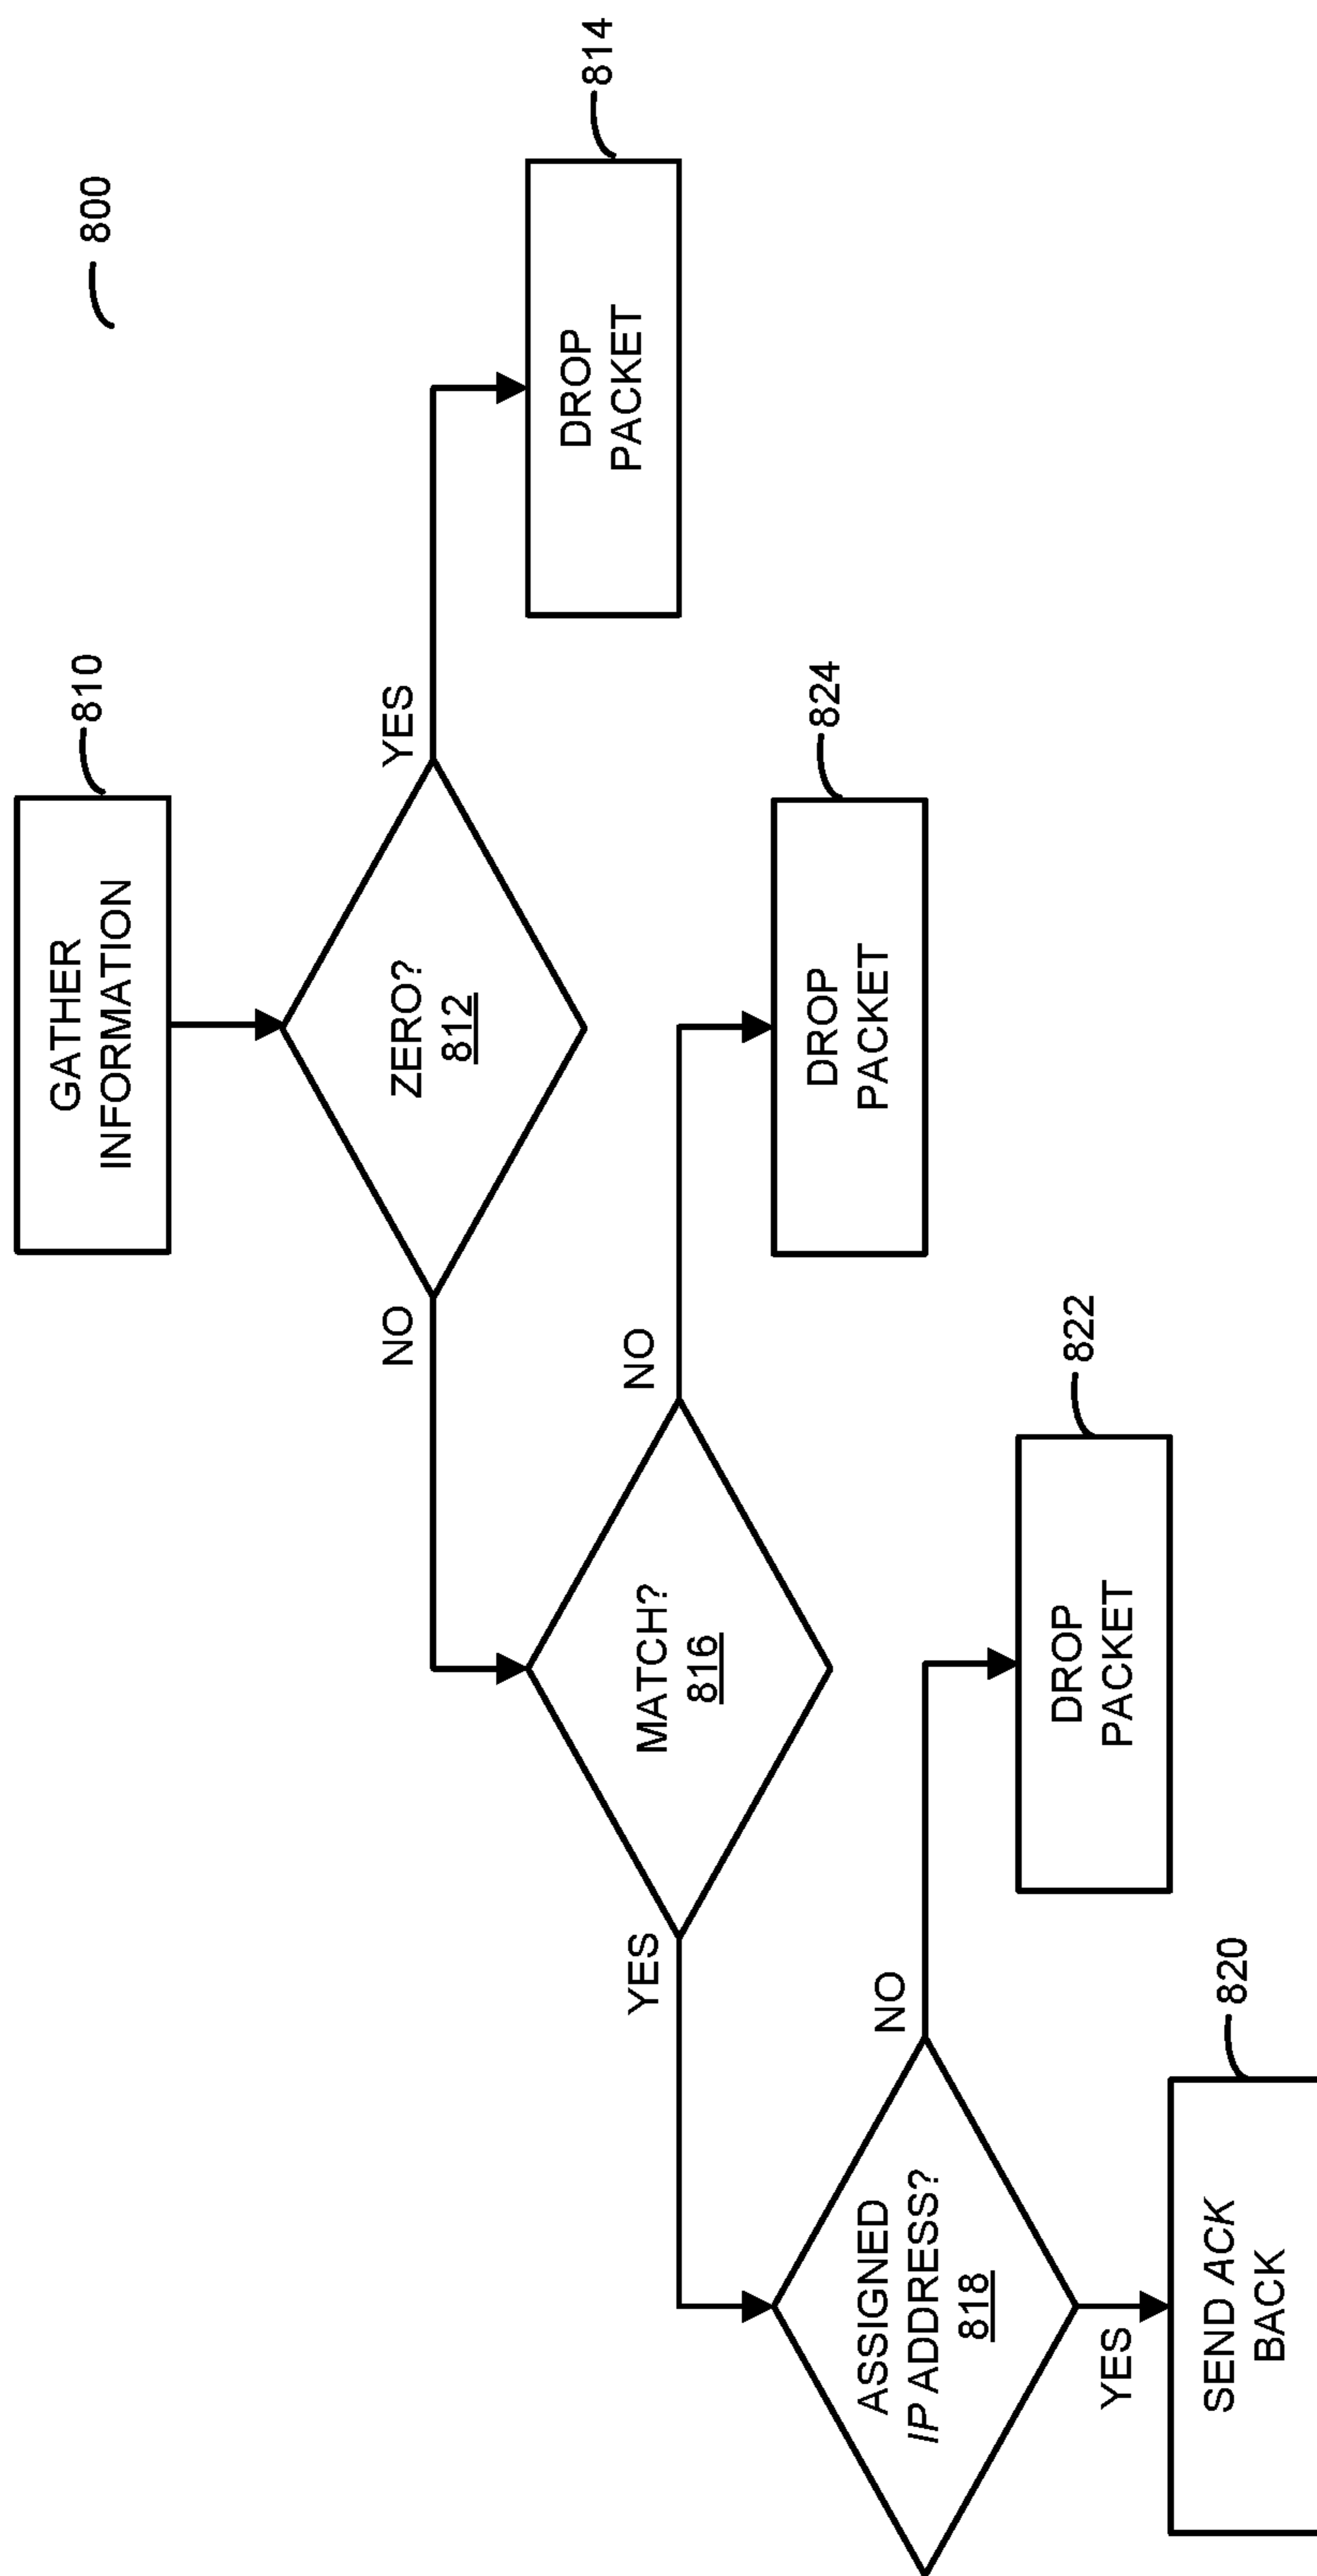 800
810
GATHER
INFORMATION
ZERO?
812
NO
YES
814
DROP
PACKET
MATCH?
816
YES
NO
824
DROP
PACKET
ASSIGNED
IP ADDRESS?
818
NO
822
DROP
PACKET
YES
820
SEND ACK
BACK